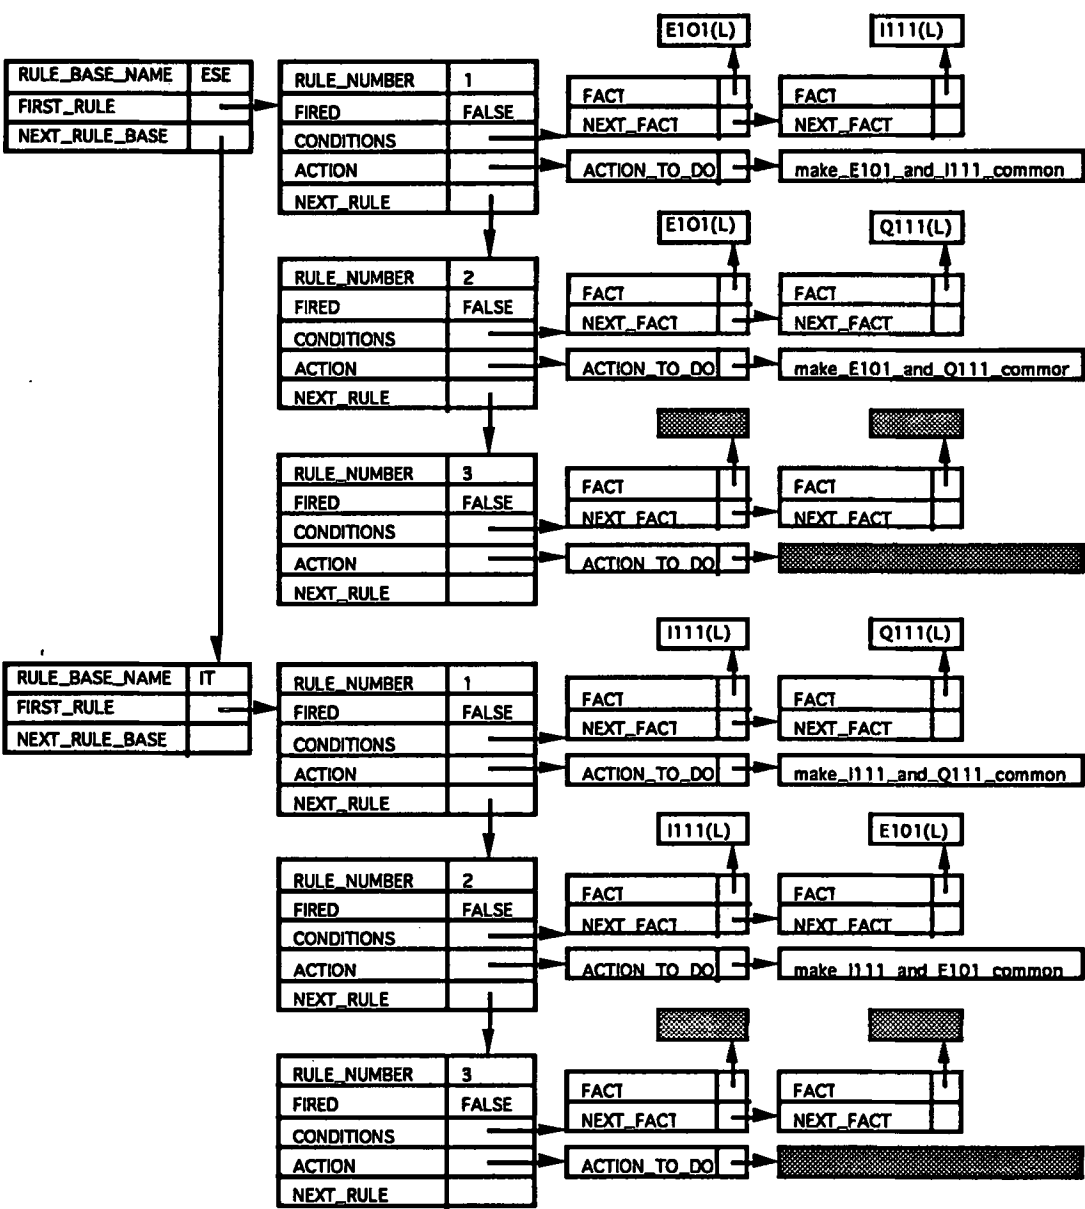 E101(L) I111(L)
RULE_BASE_NAME ESE
FIRST_RULE
NEXT_RULE_BASE
RULE_NUMBER 1
FIRED FALSE
CONDITIONS
ACTION
NEXT_RULE
FACT FACT
NEXT_FACT NEXT_FACT
ACTION_TO_DO make_E101_and_I111_common
E101(L) Q111(L)
RULE_NUMBER 2
FIRED FALSE
CONDITIONS
ACTION
NEXT_RULE
FACT FACT
NEXT_FACT NEXT_FACT
ACTION_TO_DO make_E101_and_Q111_commor
RULE_NUMBER 3
FIRED FALSE
CONDITIONS
ACTION
NEXT_RULE
FACT FACT
NEXT_FACT NEXT_FACT
ACTION_TO_DO
I111(L) Q111(L)
RULE_BASE_NAME IT
FIRST_RULE
NEXT_RULE_BASE
RULE_NUMBER 1
FIRED FALSE
CONDITIONS
ACTION
NEXT_RULE
FACT FACT
NEXT_FACT NEXT_FACT
ACTION_TO_DO make_I111_and_Q111_common
I111(L) E101(L)
RULE_NUMBER 2
FIRED FALSE
CONDITIONS
ACTION
NEXT_RULE
FACT FACT
NEXT_FACT NEXT_FACT
ACTION_TO_DO make_I111_and_E101_common
RULE_NUMBER 3
FIRED FALSE
CONDITIONS
ACTION
NEXT_RULE
FACT FACT
NEXT_FACT NEXT_FACT
ACTION_TO_DO